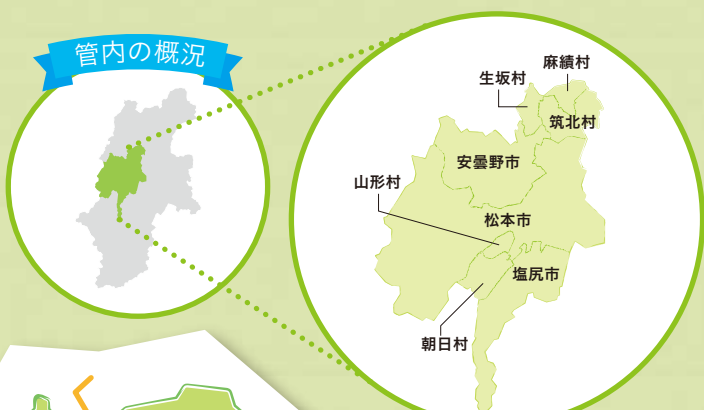 管内の概況
麻績村
生坂村
筑北村
安曇野市
山形村
松本市
塩尻市
朝日村